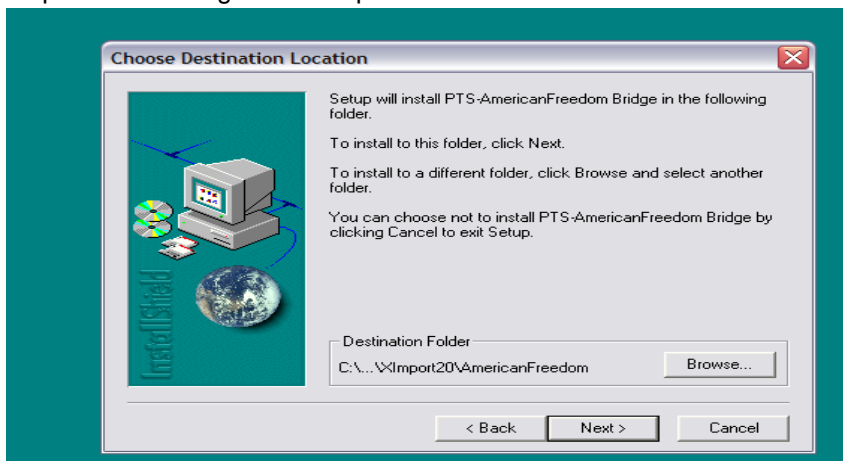 Choose Destination Location
Setup will install PTS-AmericanFreedom Bridge in the following
folder.
To install to this folder, click Next.
To install to a different folder, click Browse and select another
folder.
You can choose not to install PTS-AmericanFreedom Bridge by
clicking Cancel to exit Setup.
InstallShield
Destination Folder
C:\...\XImport20\AmericanFreedom
Browse...
< Back
Next >
Cancel